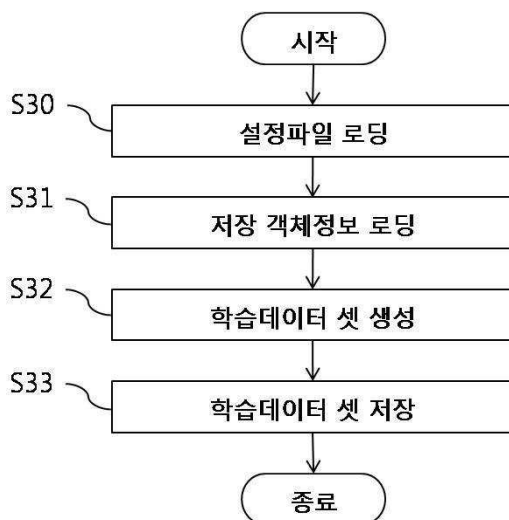 시작
S30
설정파일 로딩
S31
저장 객체정보 로딩
S32
학습데이터 셋 생성
S33
학습데이터 셋 저장
종료